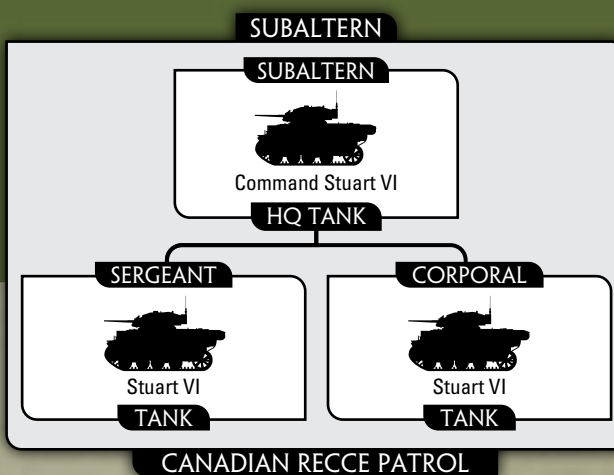 SUBALTERN
SUBALTERN
Command Stuart VI
HQ TANK
SERGEANT
CORPORAL
Stuart VI
Stuart VI
TANK
TANK
CANADIAN RECCE PATROL